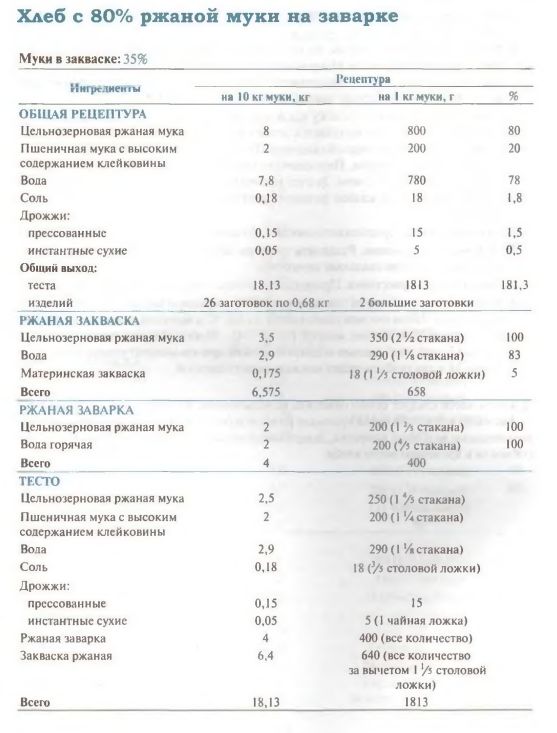 Хлеб с 80% ржаной муки на заварке
Муки в закваске: 35%
Ингредиенты Рецептура
на 10 кг муки, кг на 1 кг муки, г %
ОБЩАЯ РЕЦЕПТУРА
Цельнозерновая ржаная мука 8 800 80
Пшеничная мука с высоким 2 200 20
содержанием клейковины
Вода 7,8 780 78
Соль 0,18 18 1,8
Дрожжи:
прессованные 0,15 15 1,5
инстантные сухие 0,05 5 0,5
Общий выход:
теста 18,13 1813 181,3
изделий 26 заготовок по 0,68 кг 2 большие заготовки
РЖАНАЯ ЗАКВАСКА
Цельнозерновая ржаная мука 3,5 350 (2 ½ стакана) 100
Вода 2,9 290 (1 ⅛ стакана) 83
Материнская закваска 0,175 18 (1 ⅕ столовой ложки) 5
Всего 6,575 658
РЖАНАЯ ЗАВАРКА
Цельнозерновая ржаная мука 2 200 (1 ⅖ стакана) 100
Вода горячая 2 200 (⅘ стакана) 100
Всего 4 400
ТЕСТО
Цельнозерновая ржаная мука 2,5 250 (1 ⅘ стакана)
Пшеничная мука с высоким 2 200 (1 ¼ стакана)
содержанием клейковины
Вода 2,9 290 (1 ⅛ стакана)
Соль 0,18 18 (⅗ столовой ложки)
Дрожжи:
прессованные 0,15 15
инстантные сухие 0,05 5 (1 чайная ложка)
Ржаная заварка 4 400 (все количество)
Закваска ржаная 6,4 640 (все количество
за вычетом 1 ⅕ столовой
ложки)
Всего 18,13 1813